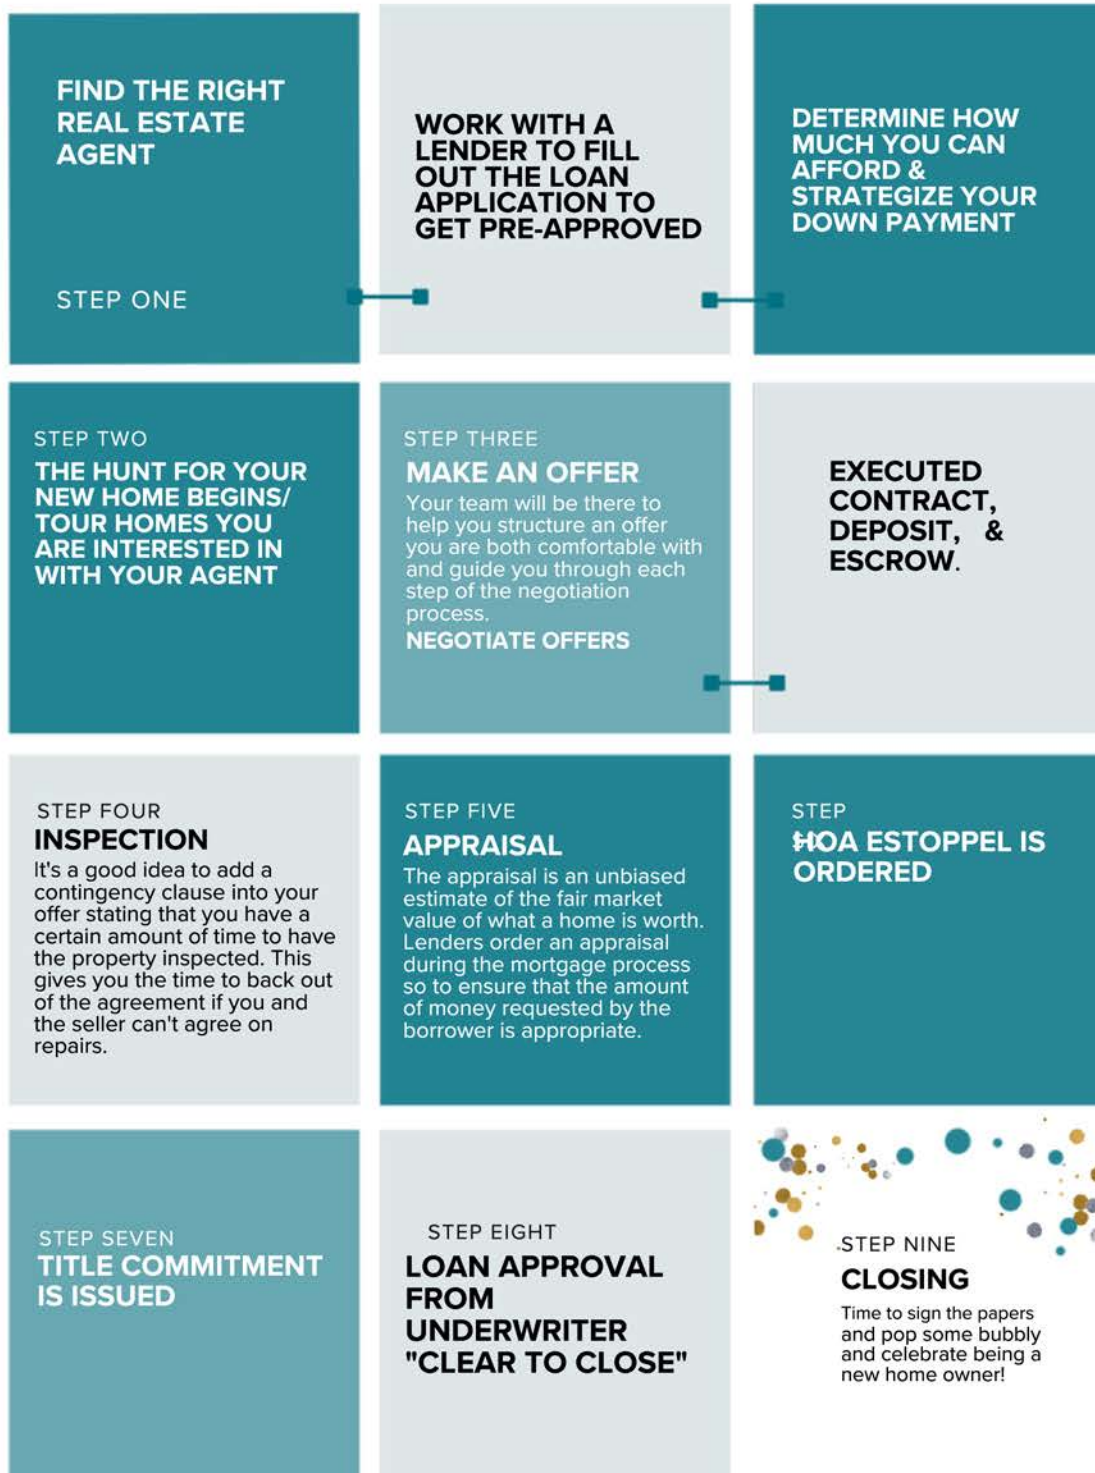 FIND THE RIGHT
REAL ESTATE
AGENT
STEP ONE
WORK WITH A
LENDER TO FILL
OUT THE LOAN
APPLICATION TO
GET PRE-APPROVED
DETERMINE HOW
MUCH YOU CAN
AFFORD &
STRATEGIZE YOUR
DOWN PAYMENT
STEP TWO
THE HUNT FOR YOUR
NEW HOME BEGINS/
TOUR HOMES YOU
ARE INTERESTED IN
WITH YOUR AGENT
STEP THREE
MAKE AN OFFER
Your team will be there to
help you structure an offer
you are both comfortable with
and guide you through each
step of the negotiation
process.
NEGOTIATE OFFERS
EXECUTED
CONTRACT,
DEPOSIT, &
ESCROW.
STEP FOUR
INSPECTION
It's a good idea to add a
contingency clause into your
offer stating that you have a
certain amount of time to have
the property inspected. This
gives you the time to back out
of the agreement if you and
the seller can't agree on
repairs.
STEP FIVE
APPRAISAL
The appraisal is an unbiased
estimate of the fair market
value of what a home is worth.
Lenders order an appraisal
during the mortgage process
so to ensure that the amount
of money requested by the
borrower is appropriate.
STEP
HOA ESTOPPEL IS
ORDERED
STEP SEVEN
TITLE COMMITMENT
IS ISSUED
STEP EIGHT
LOAN APPROVAL
FROM
UNDERWRITER
"CLEAR TO CLOSE"
STEP NINE
CLOSING
Time to sign the papers
and pop some bubbly
and celebrate being a
new home owner!